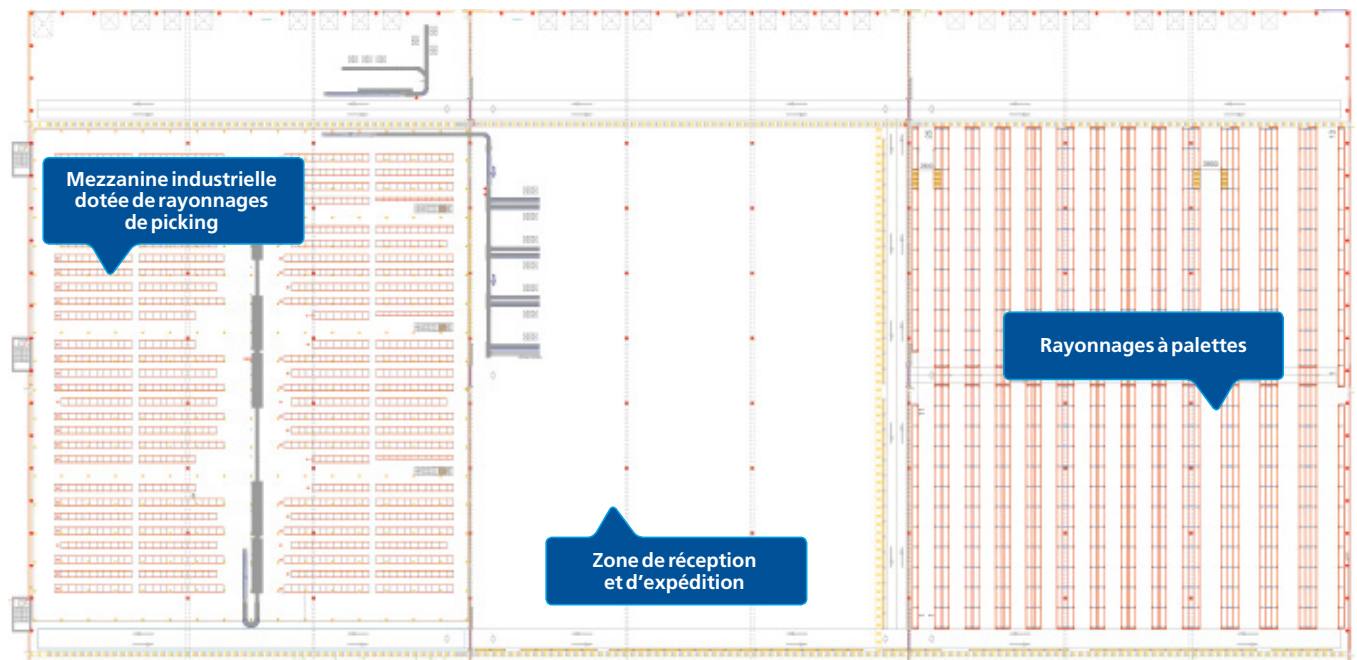 Mezzanine industrielle
dotée de rayonnages
de picking
Rayonnages à palettes
Zone de réception
et d'expédition